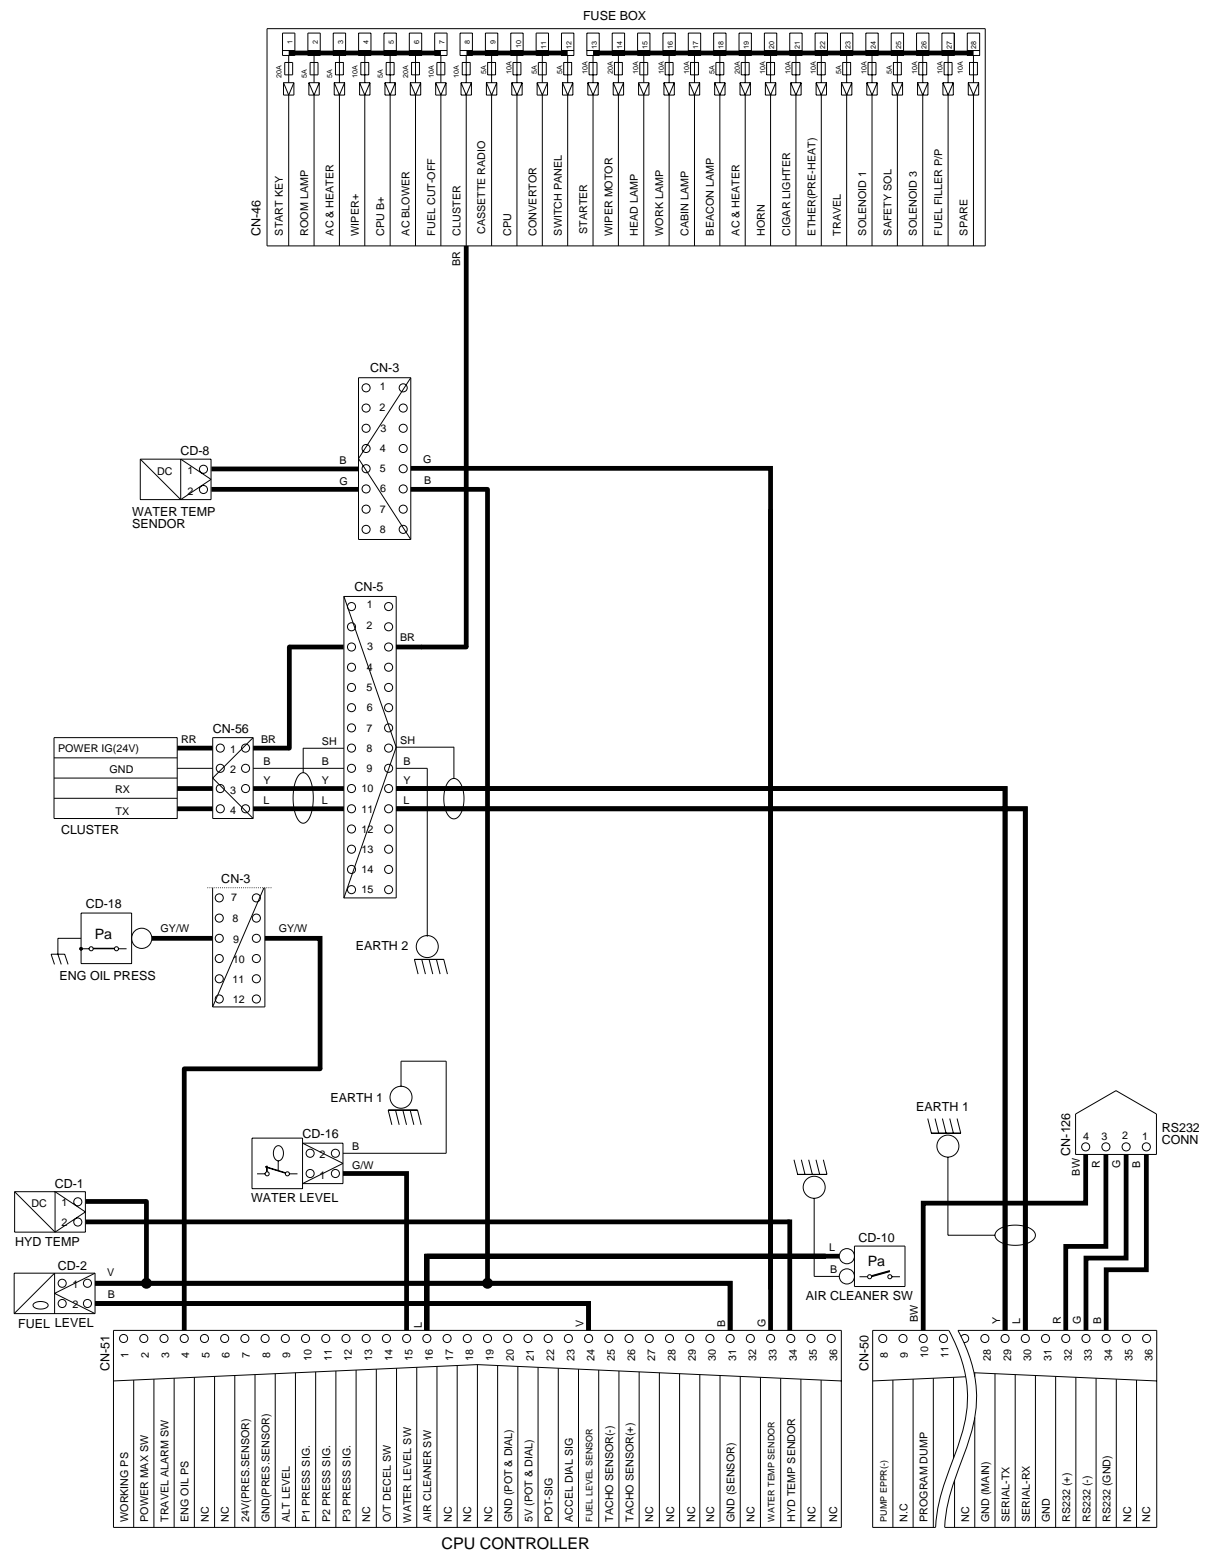 FUSE BOX
1 2 3 4 5 6 7 8 9 10 11 12 13 14 15 16 17 18 19 20 21 22 23 24 25 26 27 28
20A 5A 5A 10A 5A 20A 10A 10A 5A 10A 5A 5A 10A 20A 10A 10A 10A 5A 20A 10A 10A 10A 5A 10A 5A 10A 10A 10A
CN-46
START KEY
ROOM LAMP
AC & HEATER
WIPER+
CPU B+
AC BLOWER
FUEL CUT-OFF
CLUSTER
CASSETTE RADIO
CPU
CONVERTOR
SWITCH PANEL
STARTER
WIPER MOTOR
HEAD LAMP
WORK LAMP
CABIN LAMP
BEACON LAMP
AC & HEATER
HORN
CIGAR LIGHTER
ETHER(PRE-HEAT)
TRAVEL
SOLENOID 1
SAFETY SOL
SOLENOID 3
FUEL FILLER P/P
SPARE
BR
CN-3
1
2
3
4
5
6
7
8
CD-8
DC
1
2
WATER TEMP
SENDOR
B
G
G
B
CN-5
1
2
3
4
5
6
7
8
9
10
11
12
13
14
15
BR
CN-56
POWER IG(24V)
GND
RX
TX
CLUSTER
RR
1
2
3
4
BR
B
Y
L
SH
B
Y
L
SH
B
Y
L
CN-3
7
8
9
10
11
12
CD-18
Pa
GY/W
GY/W
ENG OIL PRESS
EARTH 2
EARTH 1
CD-16
2
1
B
G/W
WATER LEVEL
CD-1
DC
1
2
HYD TEMP
CD-2
1
2
V
B
FUEL LEVEL
EARTH 1
CN-126
4 3 2 1
RS232
CONN
BW R G B
CD-10
Pa
L
B
AIR CLEANER SW
L V B G BW Y L R G B
CN-51
1 2 3 4 5 6 7 8 9 10 11 12 13 14 15 16 17 18 19 20 21 22 23 24 25 26 27 28 29 30 31 32 33 34 35 36
WORKING PS
POWER MAX SW
TRAVEL ALARM SW
ENG OIL PS
NC
NC
24V(PRES.SENSOR)
GND(PRES.SENSOR)
ALT LEVEL
P1 PRESS SIG.
P2 PRESS SIG.
P3 PRESS SIG.
NC
O/T DECEL SW
WATER LEVEL SW
AIR CLEANER SW
NC
NC
NC
GND (POT & DIAL)
5V (POT & DIAL)
POT-SIG
ACCEL DIAL SIG
FUEL LEVEL SENSOR
TACHO SENSOR(-)
TACHO SENSOR(+)
NC
NC
NC
NC
GND (SENSOR)
NC
WATER TEMP SENDOR
HYD TEMP SENDOR
NC
NC
CN-50
8 9 10 11 28 29 30 31 32 33 34 35 36
PUMP EPPR(-)
N.C
PROGRAM DUMP
NC
GND (MAIN)
SERIAL-TX
SERIAL-RX
GND
RS232 (+)
RS232 (-)
RS232 (GND)
NC
NC
CPU CONTROLLER